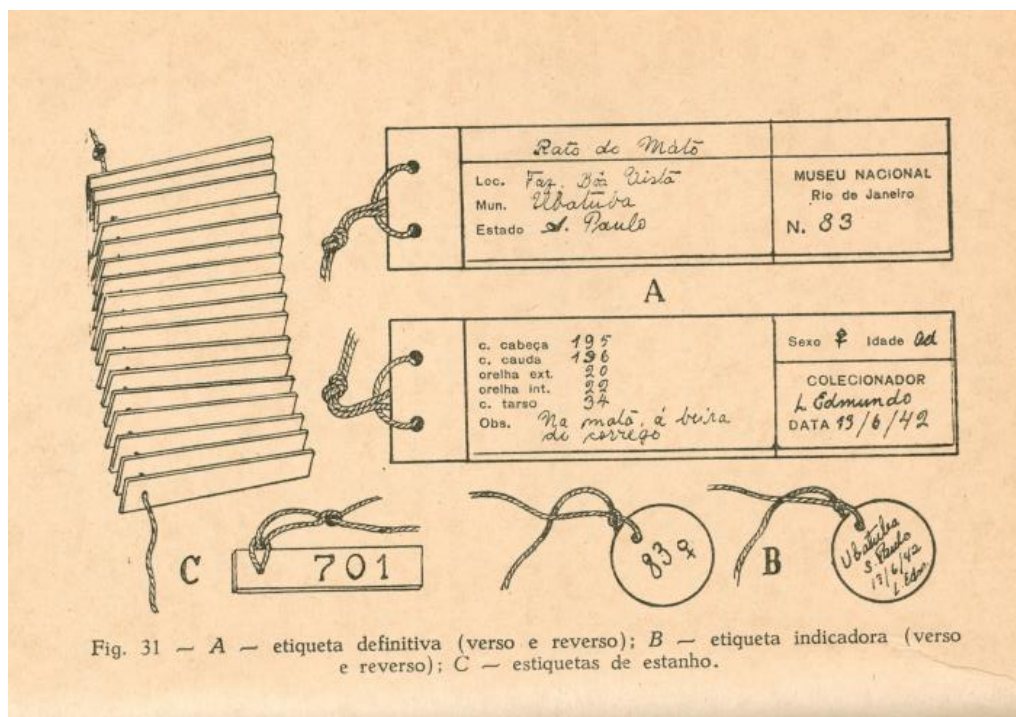 Rato do Mato
Loc. Faz. Bôa Vista
Mun. Ubatuba
Estado S. Paulo
MUSEU NACIONAL
Rio de Janeiro
N. 83
A
c. cabeça 195
c. cauda 196
orelha ext. 20
orelha int. 22
c. tarso 34
Obs. Na mato, á beira
do corrego
Sexo ♀ Idade ad
COLECIONADOR
L Edmundo
DATA 13/6/42
C
701
83 ♀
B
Ubatuba
S. Paulo
13/6/42
L. Edm.
Fig. 31 — A — etiqueta definitiva (verso e reverso); B — etiqueta indicadora (verso
e reverso); C — estiquetas de estanho.